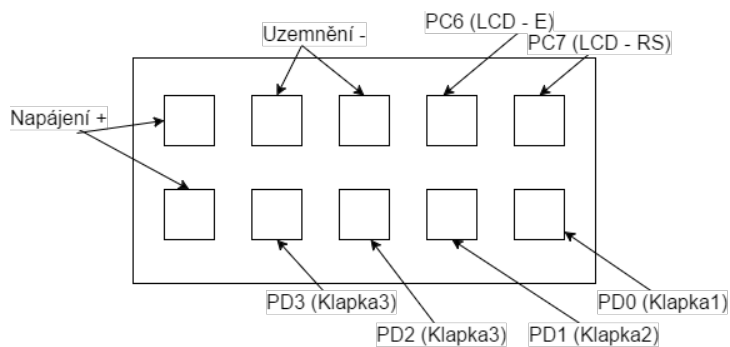 PC6 (LCD - E)
Uzemnění -
PC7 (LCD - RS)
Napájení +
PD3 (Klapka3)
PD0 (Klapka1)
PD2 (Klapka3)
PD1 (Klapka2)